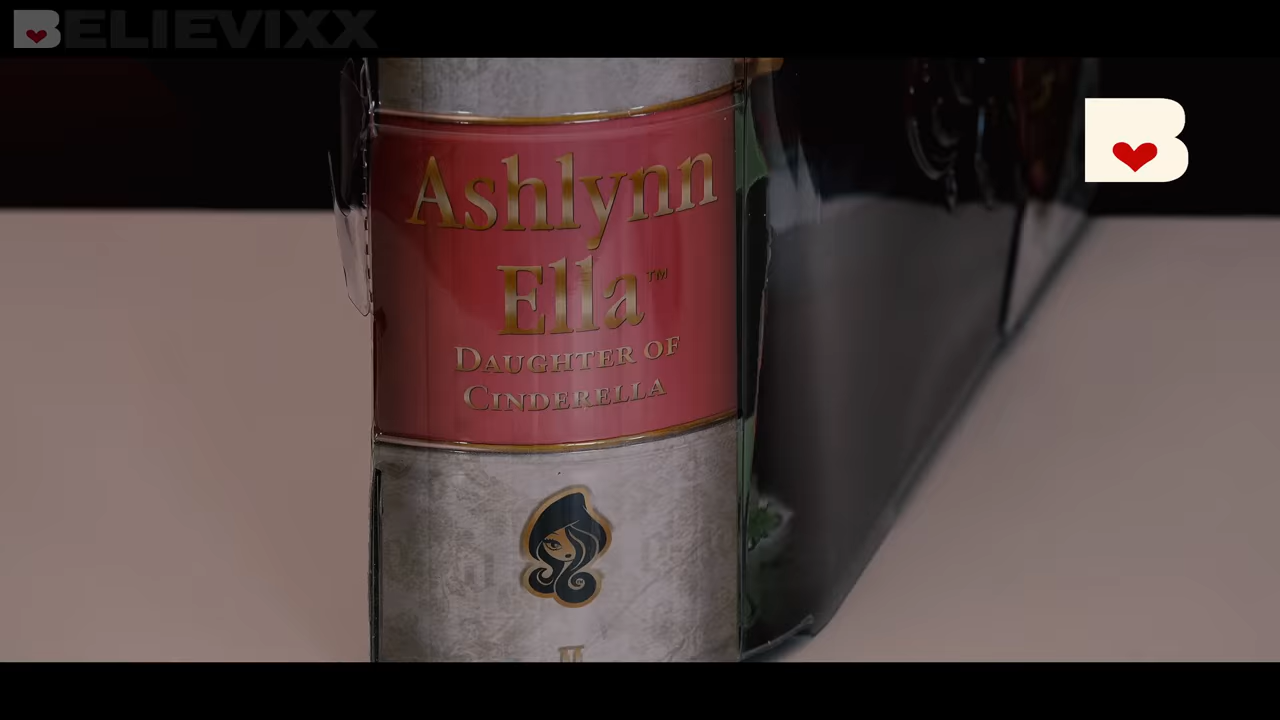 BELIEVIXX
B
Ashlynn
Ella™
DAUGHTER OF
CINDERELLA